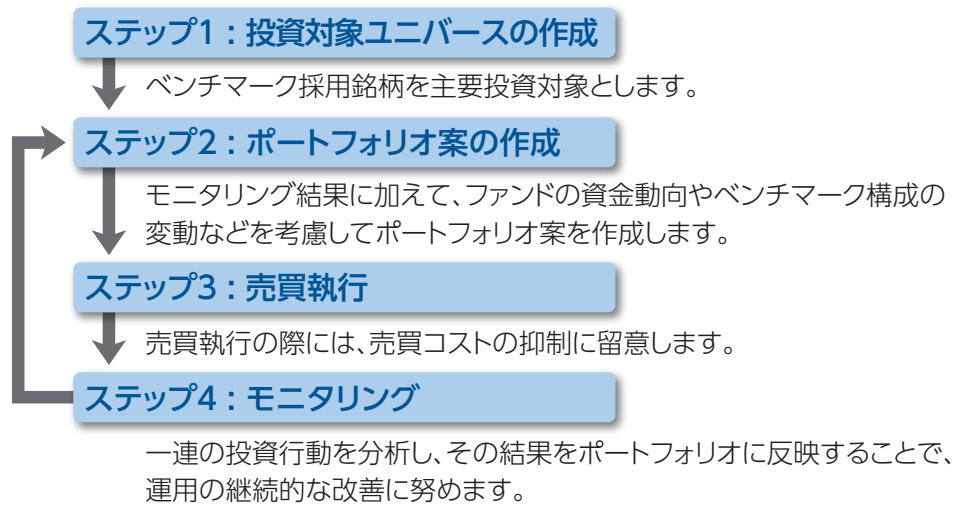 ステップ1：投資対象ユニバースの作成
ベンチマーク採用銘柄を主要投資対象とします。
ステップ2：ポートフォリオ案の作成
モニタリング結果に加えて、ファンドの資金動向やベンチマーク構成の
変動などを考慮してポートフォリオ案を作成します。
ステップ3：売買執行
売買執行の際には、売買コストの抑制に留意します。
ステップ4：モニタリング
一連の投資行動を分析し、その結果をポートフォリオに反映することで、
運用の継続的な改善に努めます。